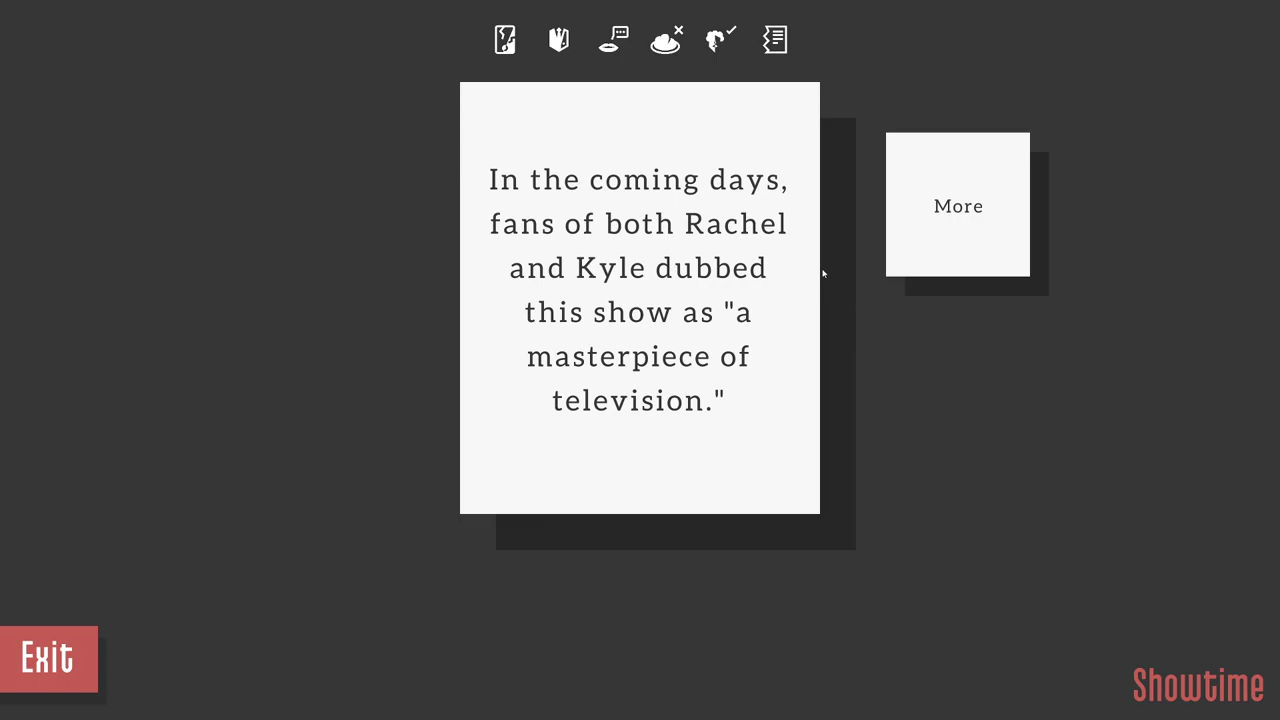 In the coming days,
fans of both Rachel
and Kyle dubbed
this show as "a
masterpiece of
television."
More
Exit
Showtime